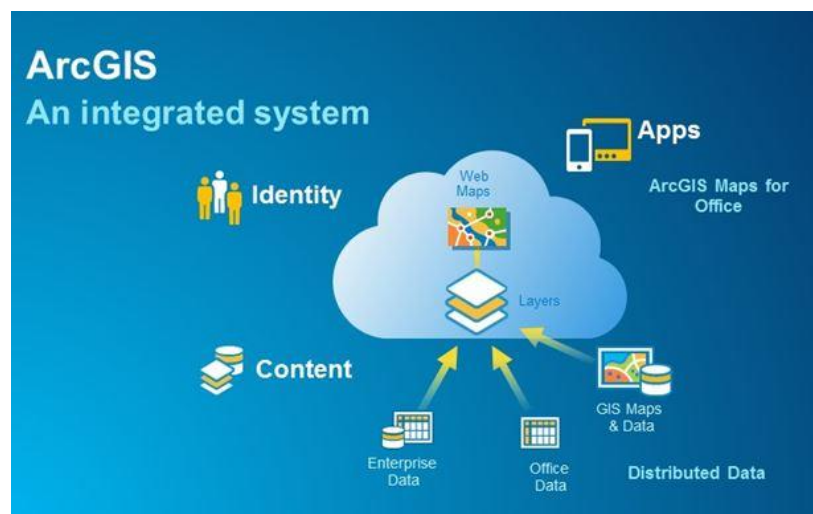 ArcGIS
An integrated system
Apps
ArcGIS Maps for
Office
Identity
Web
Maps
Layers
Content
GIS Maps
& Data
Enterprise
Data
Office
Data
Distributed Data